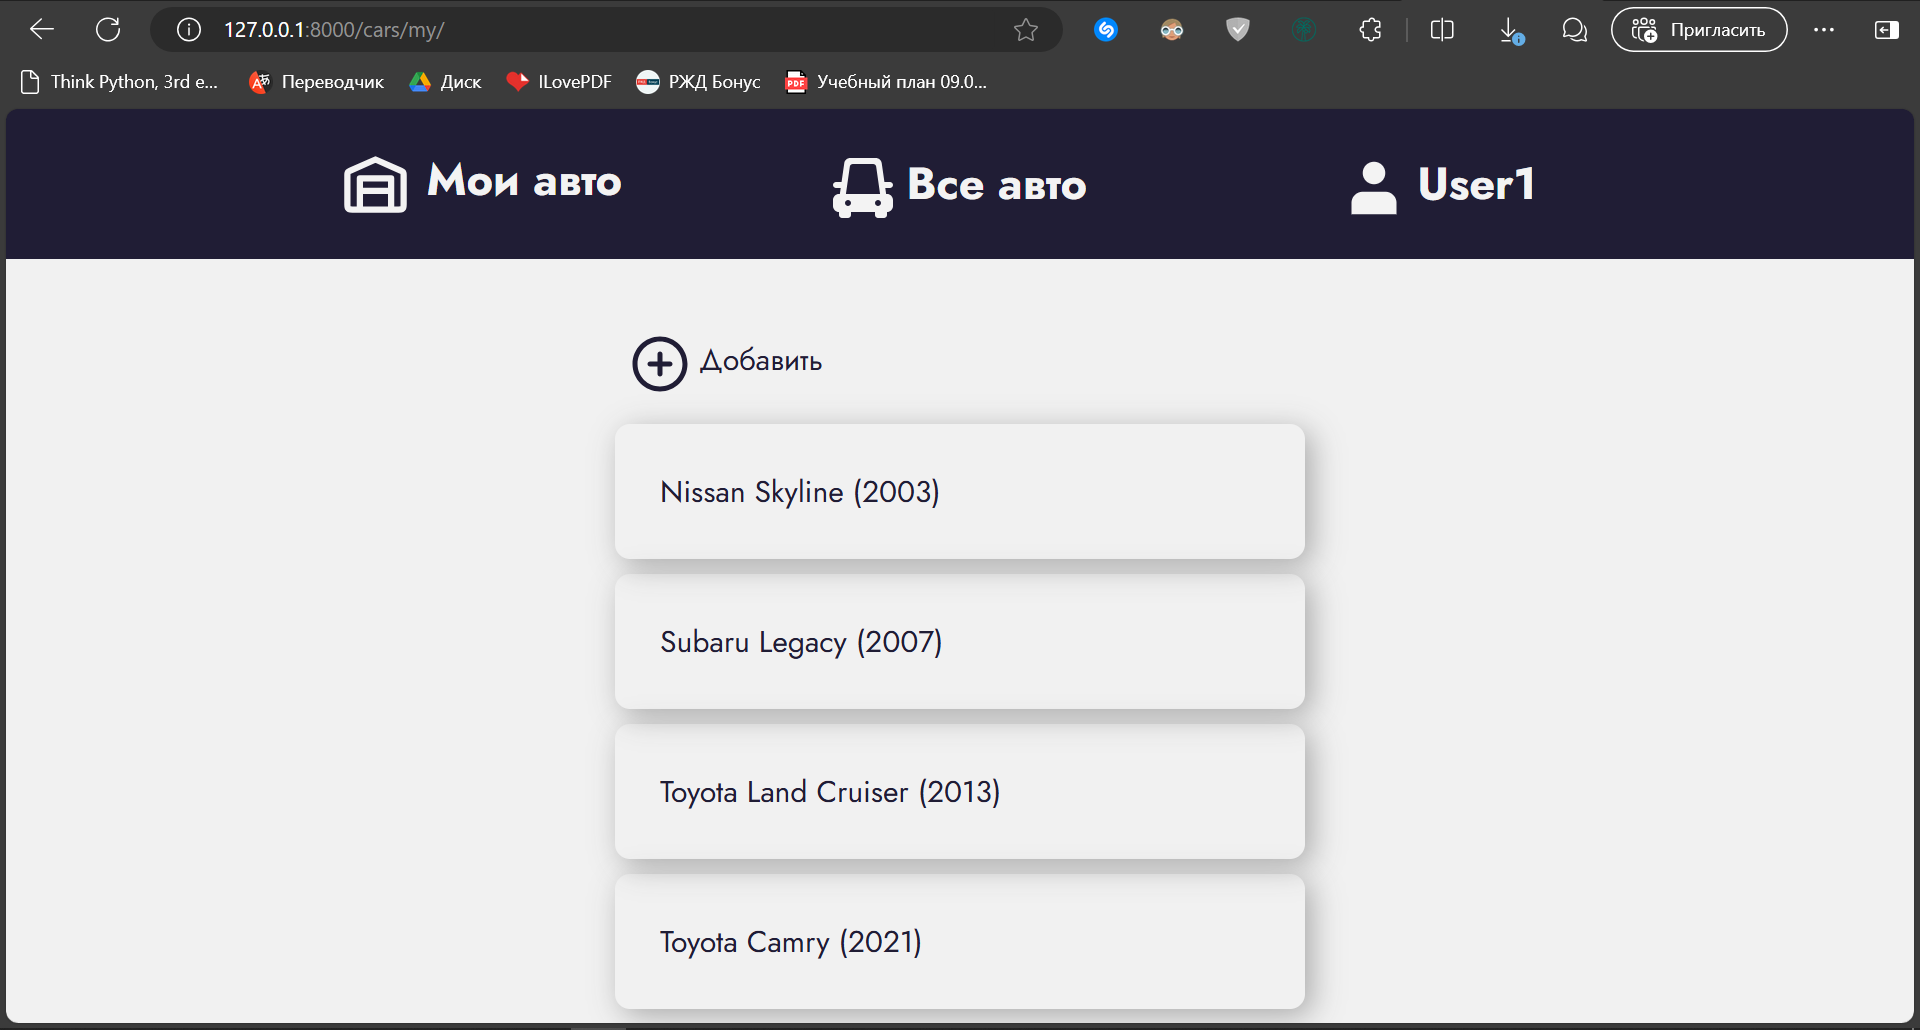 127.0.0.1:8000/cars/my/
Пригласить
Think Python, 3rd e...
Переводчик
Диск
ILovePDF
РЖД Бонус
PDF
Учебный план 09.0...
Мои авто
Все авто
User1
Добавить
Nissan Skyline (2003)
Subaru Legacy (2007)
Toyota Land Cruiser (2013)
Toyota Camry (2021)